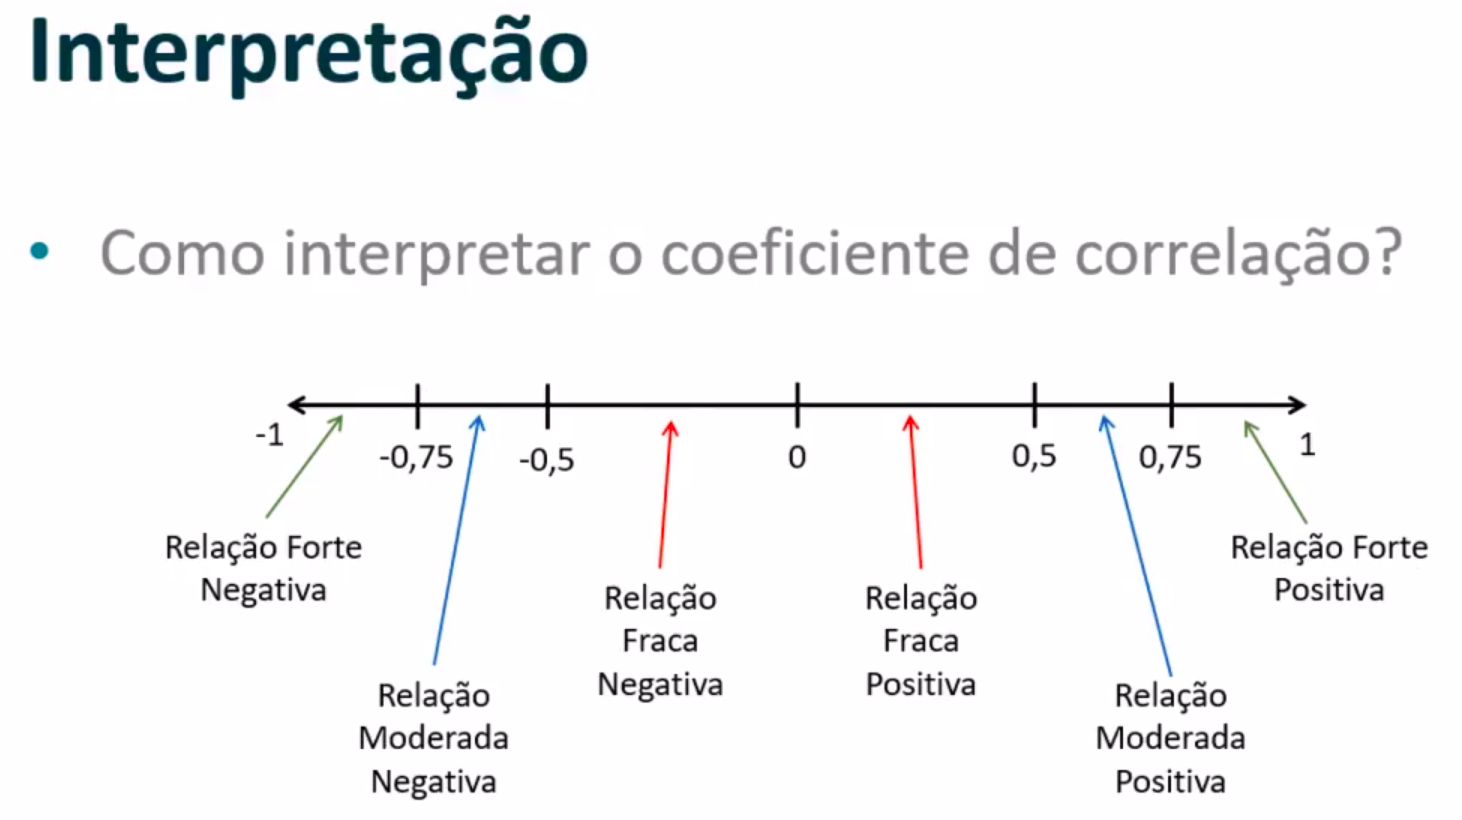 Interpretação
• Como interpretar o coeficiente de correlação?
-1
-0,75
-0,5
0
0,5
0,75
1
Relação Forte
Negativa
Relação
Moderada
Negativa
Relação
Fraca
Negativa
Relação
Fraca
Positiva
Relação
Moderada
Positiva
Relação Forte
Positiva